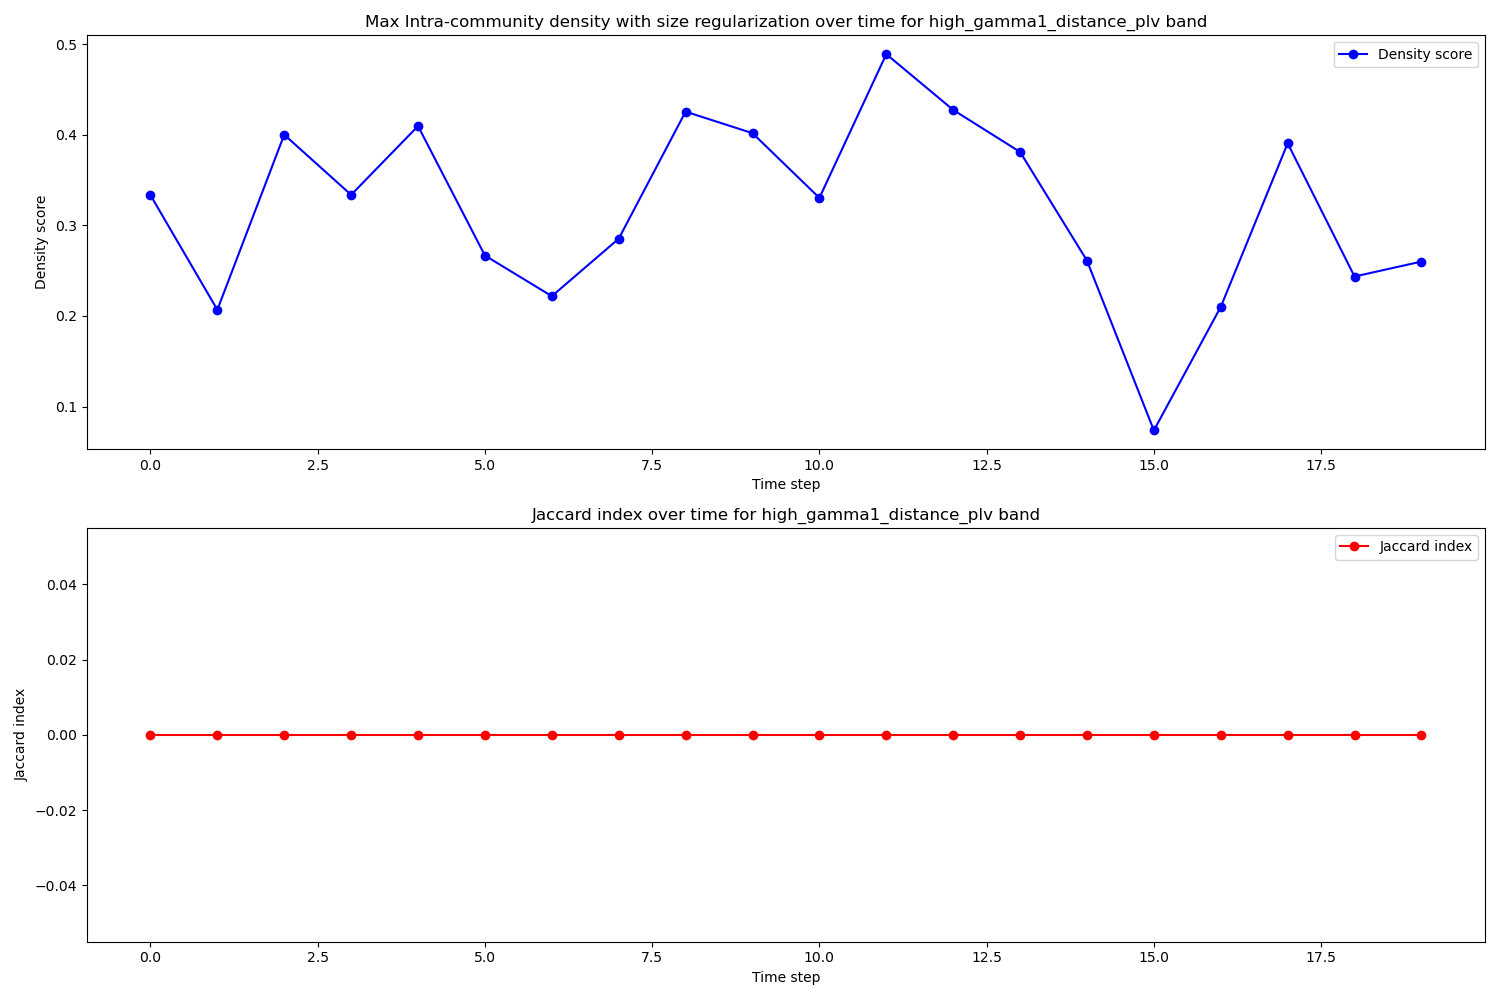 Max Intra-community density with size regularization over time for high_gamma1_distance_plv band
Density score
0.5
0.4
0.3
0.2
0.1
Density score
0.0 2.5 5.0 7.5 10.0 12.5 15.0 17.5
Time step
Jaccard index over time for high_gamma1_distance_plv band
Jaccard index
0.04
0.02
0.00
−0.02
−0.04
Jaccard index
0.0 2.5 5.0 7.5 10.0 12.5 15.0 17.5
Time step